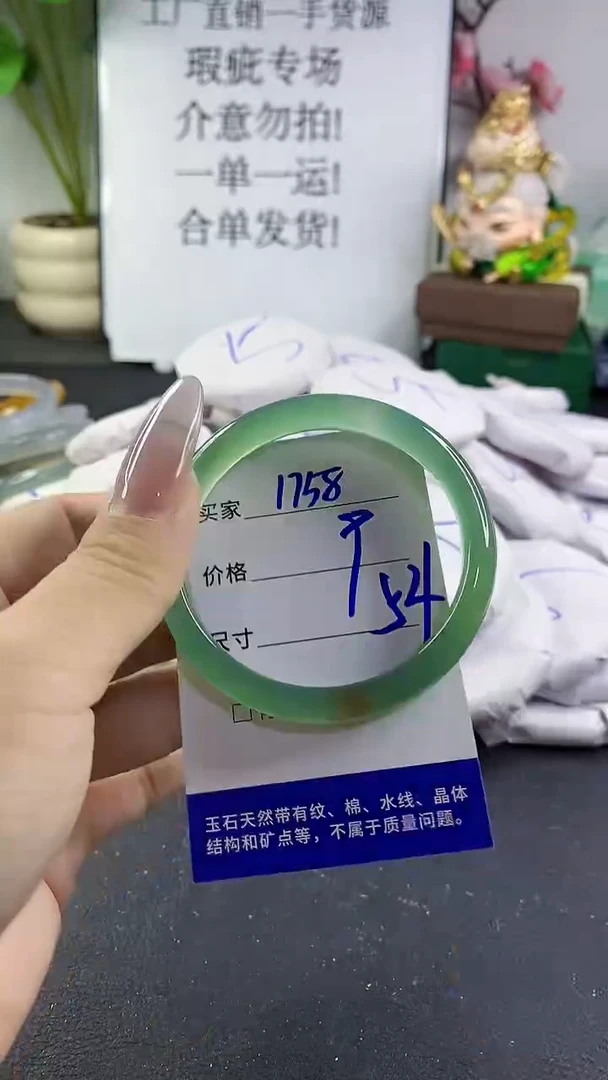 工厂直销一手货源
瑕疵专场
介意勿拍!
一单一运!
合单发货!
买家 1758
价格
尺寸 54
玉石天然带有纹、棉、水线、晶体
结构和矿点等，不属于质量问题。